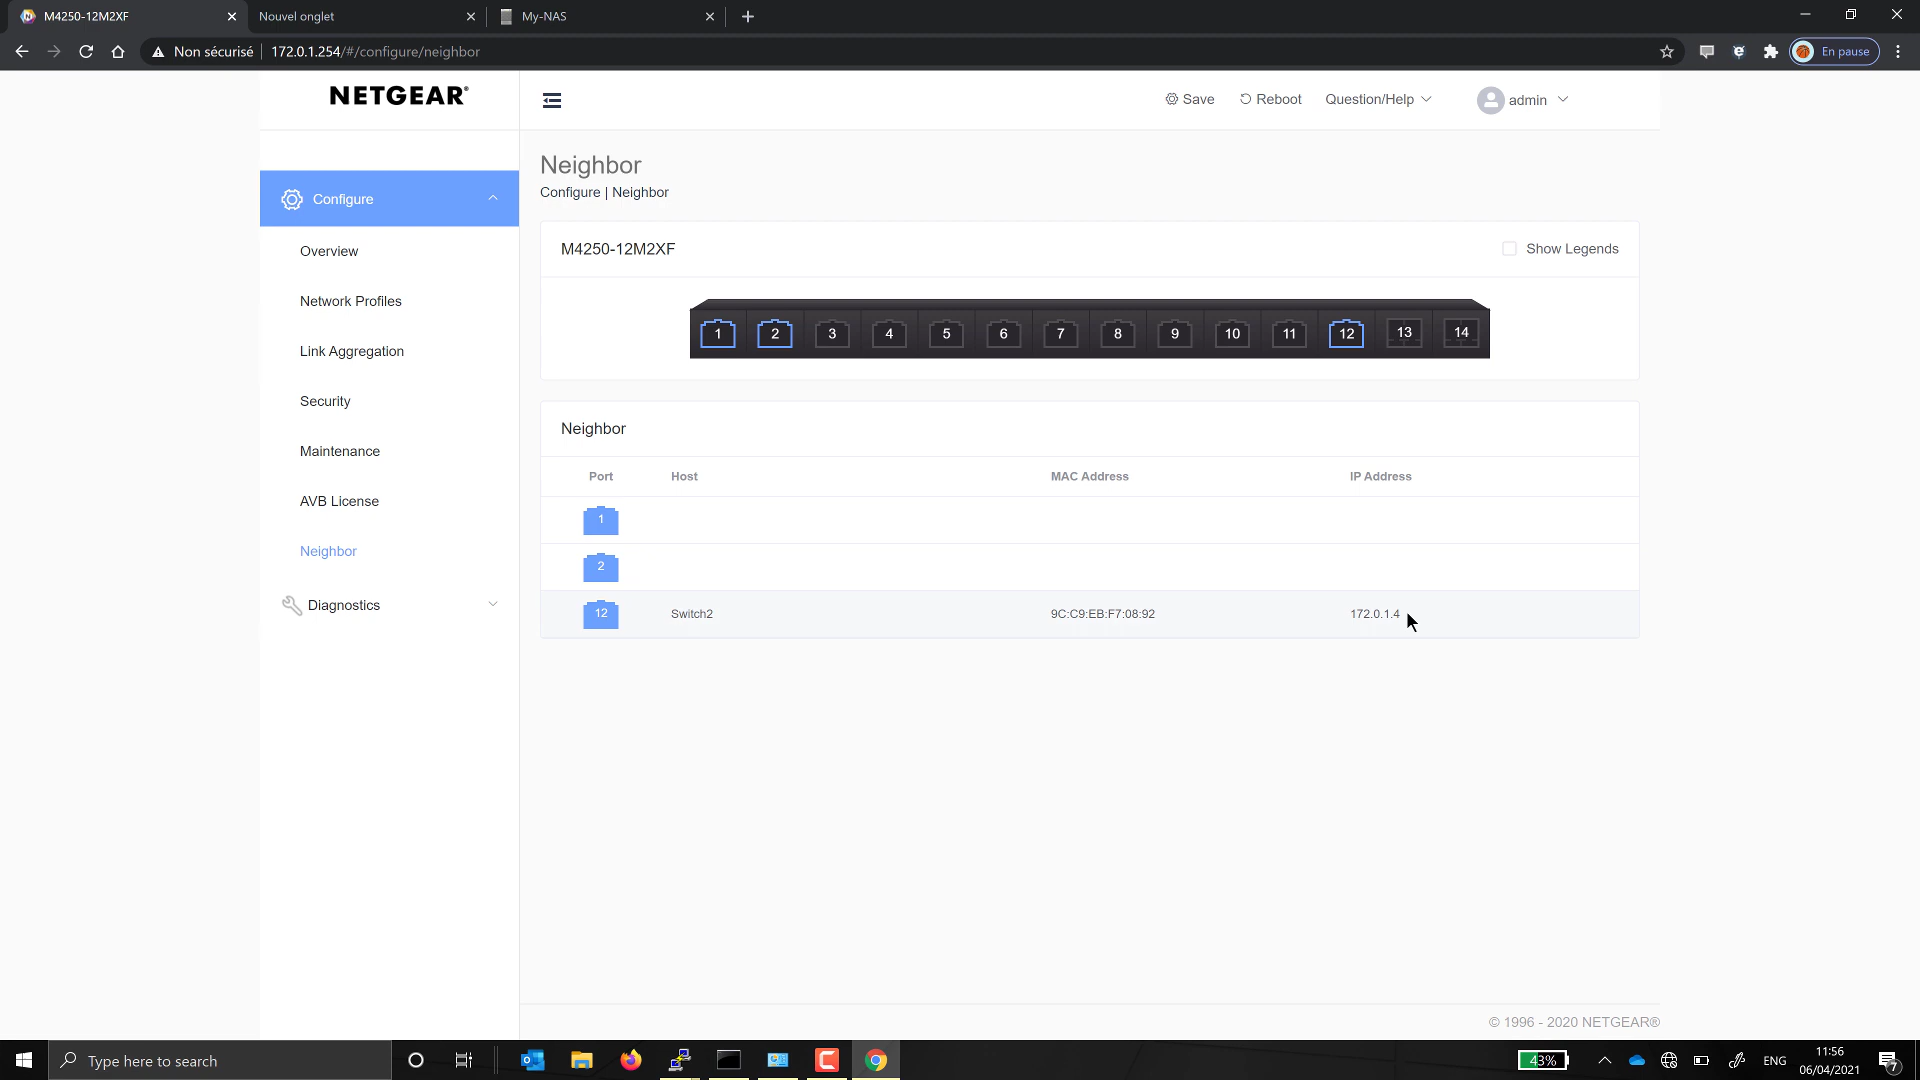 M4250-12M2XF
Nouvel onglet
My-NAS
Non sécurisé
172.0.1.254/#/configure/neighbor
En pause
NETGEAR®
Save
Reboot
Question/Help
admin
Configure
Overview
Network Profiles
Link Aggregation
Security
Maintenance
AVB License
Neighbor
Diagnostics
Neighbor
Configure | Neighbor
M4250-12M2XF
Show Legends
1 2 3 4 5 6 7 8 9 10 11 12 13 14
Neighbor
Port Host MAC Address IP Address
1
2
12 Switch2 9C:C9:EB:F7:08:92 172.0.1.4
© 1996 - 2020 NETGEAR®
Type here to search
43%
ENG
11:56
06/04/2021
7